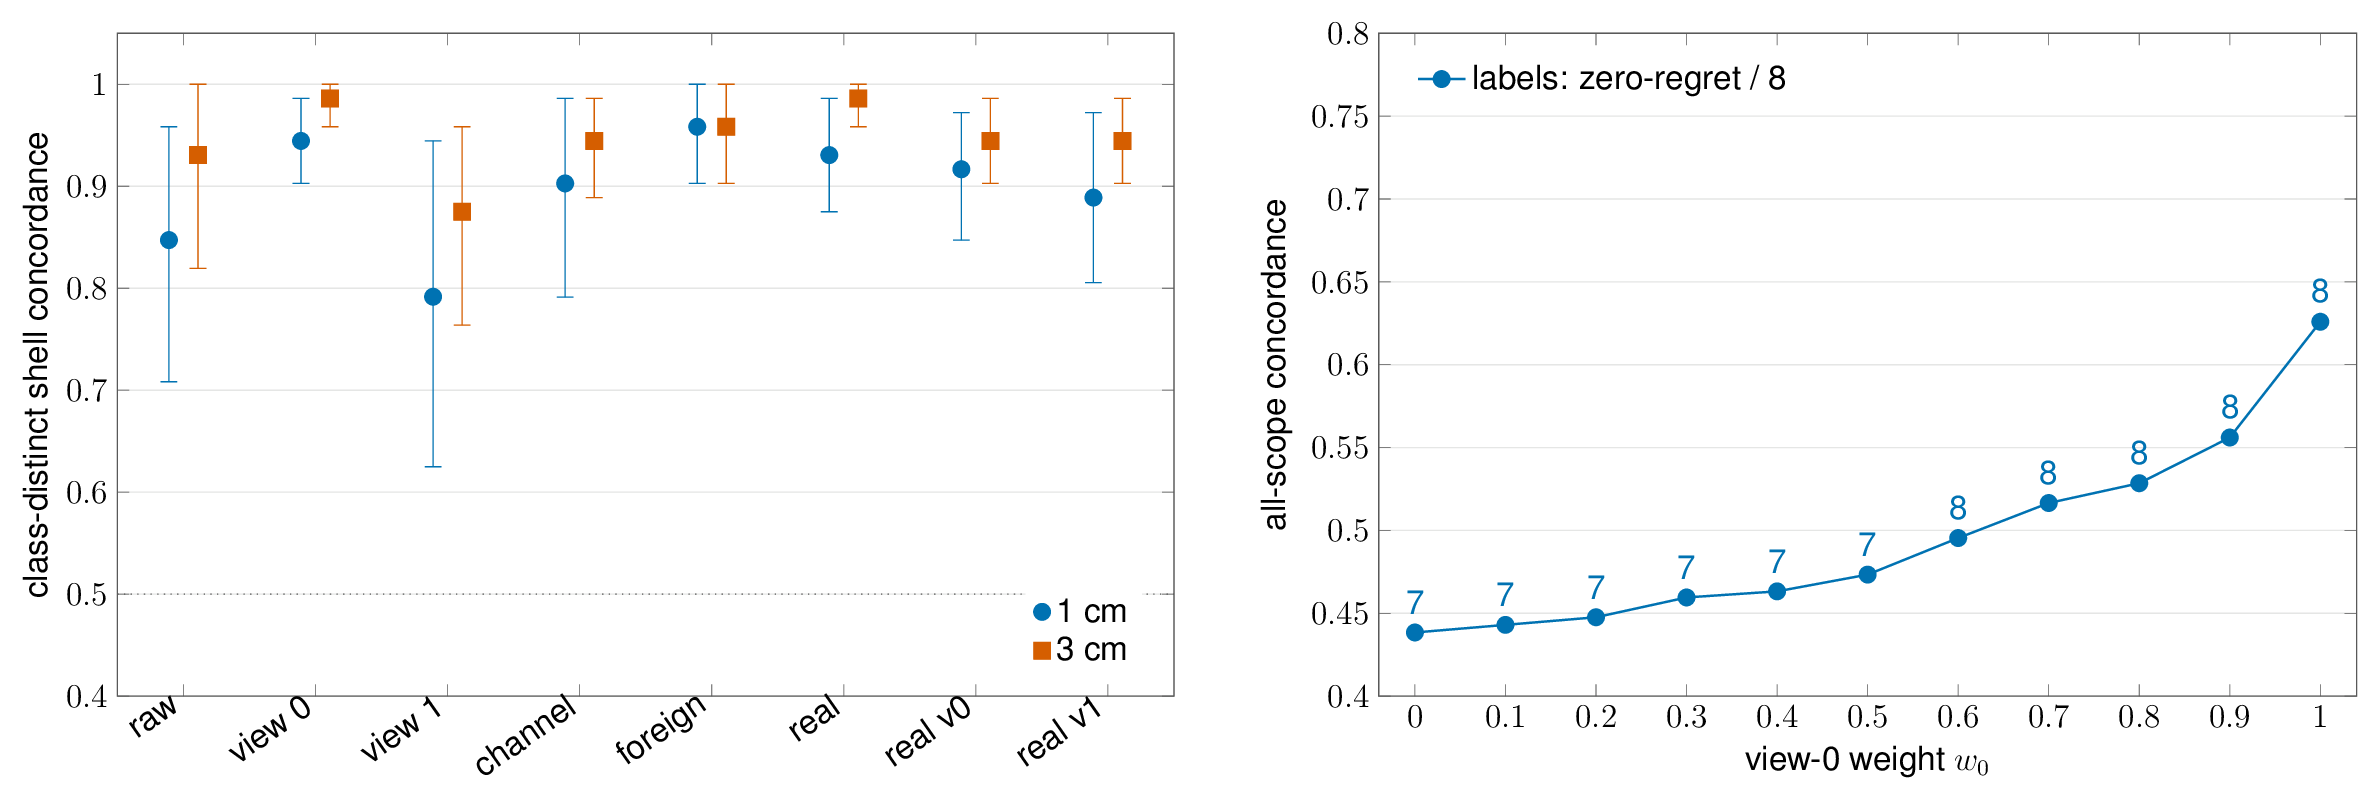 class-distinct shell concordance
1
0.9
0.8
0.7
0.6
0.5
0.4
raw
view 0
view 1
channel
foreign
real
real v0
real v1
1 cm
3 cm
all-scope concordance
0.8
0.75
0.7
0.65
0.6
0.55
0.5
0.45
0.4
labels: zero-regret / 8
7
7
7
7
7
7
8
8
8
8
8
0 0.1 0.2 0.3 0.4 0.5 0.6 0.7 0.8 0.9 1
view-0 weight w₀